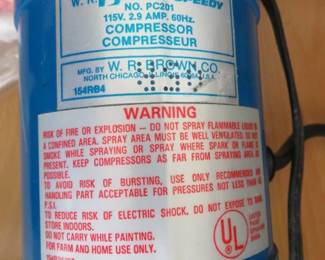 W. R. B SPEEDY
NO. PC201
115V. 2.9 AMP. 60Hz.
COMPRESSOR
COMPRESSEUR
MFG. BY W. R. BROWN CO.
NORTH CHICAGO, ILLINOIS 60064 U.S.A.
154RB4
WARNING
RISK OF FIRE OR EXPLOSION – DO NOT SPRAY FLAMMABLE LIQUID IN
A CONFINED AREA. SPRAY AREA MUST BE WELL VENTILATED. DO NOT
SMOKE WHILE SPRAYING OR SPRAY WHERE SPARK OR FLAME IS
PRESENT. KEEP COMPRESSORS AS FAR FROM SPRAYING AREA AS
POSSIBLE.
TO AVOID RISK OF BURSTING, USE ONLY RECOMMENDED
HANDLING PART ACCEPTABLE FOR PRESSURES NOT LESS THAN
P.S.I.
TO REDUCE RISK OF ELECTRIC SHOCK, DO NOT EXPOSE TO
STORE INDOORS.
DO NOT CARRY WHILE PAINTING.
FOR FARM AND HOME USE ONLY.
UL